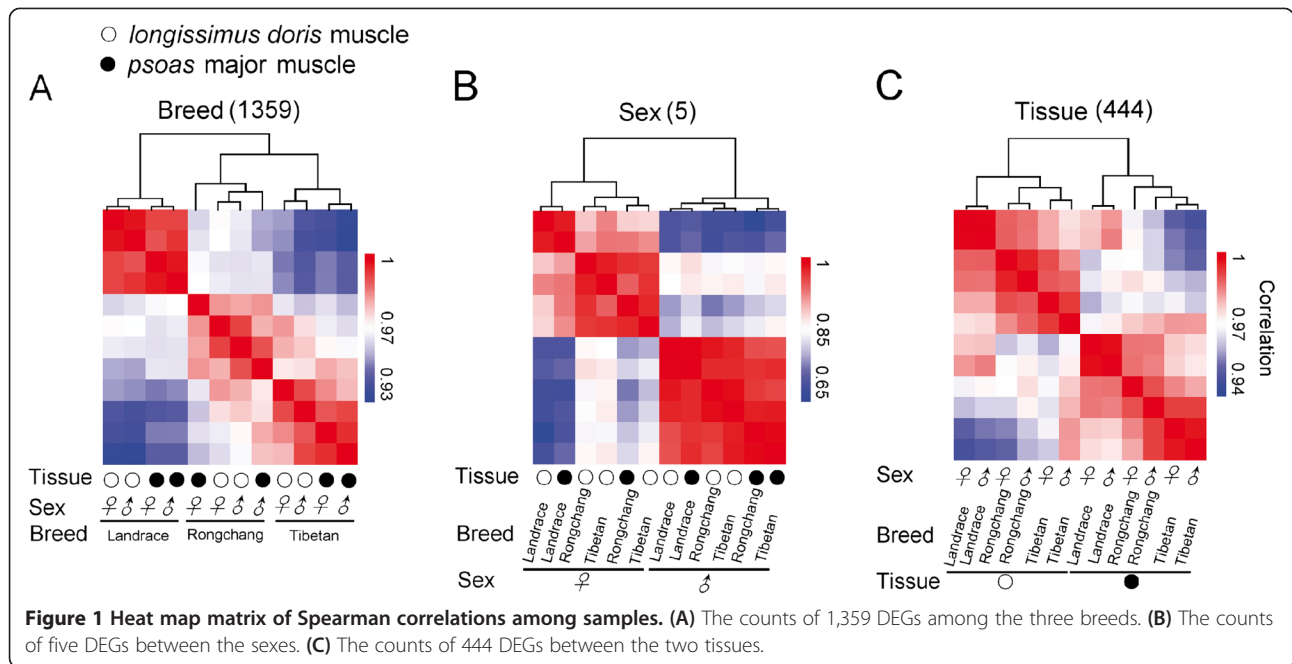 ○ longissimus doris muscle
● psoas major muscle
A
Breed (1359)
1
0.97
0.93
Tissue ○ ○ ● ● ● ○ ○ ● ○ ○ ● ●
Sex ♀ ♂ ♀ ♂ ♀ ♀ ♂ ♂ ♀ ♂ ♀ ♂
Breed Landrace Rongchang Tibetan
B
Sex (5)
1
0.85
0.65
Tissue ○ ● ○ ○ ● ○ ○ ● ○ ○ ● ●
Breed Landrace Landrace Rongchang Tibetan Rongchang Tibetan Landrace Landrace Rongchang Tibetan Rongchang Tibetan
Sex ♀ ♂
C
Tissue (444)
1
0.97
0.94
Correlation
Sex ♀ ♂ ♀ ♂ ♀ ♂ ♀ ♂ ♀ ♂ ♀ ♂
Breed Landrace Landrace Rongchang Rongchang Tibetan Tibetan Landrace Landrace Rongchang Rongchang Tibetan Tibetan
Tissue ○ ●
Figure 1 Heat map matrix of Spearman correlations among samples. (A) The counts of 1,359 DEGs among the three breeds. (B) The counts
of five DEGs between the sexes. (C) The counts of 444 DEGs between the two tissues.